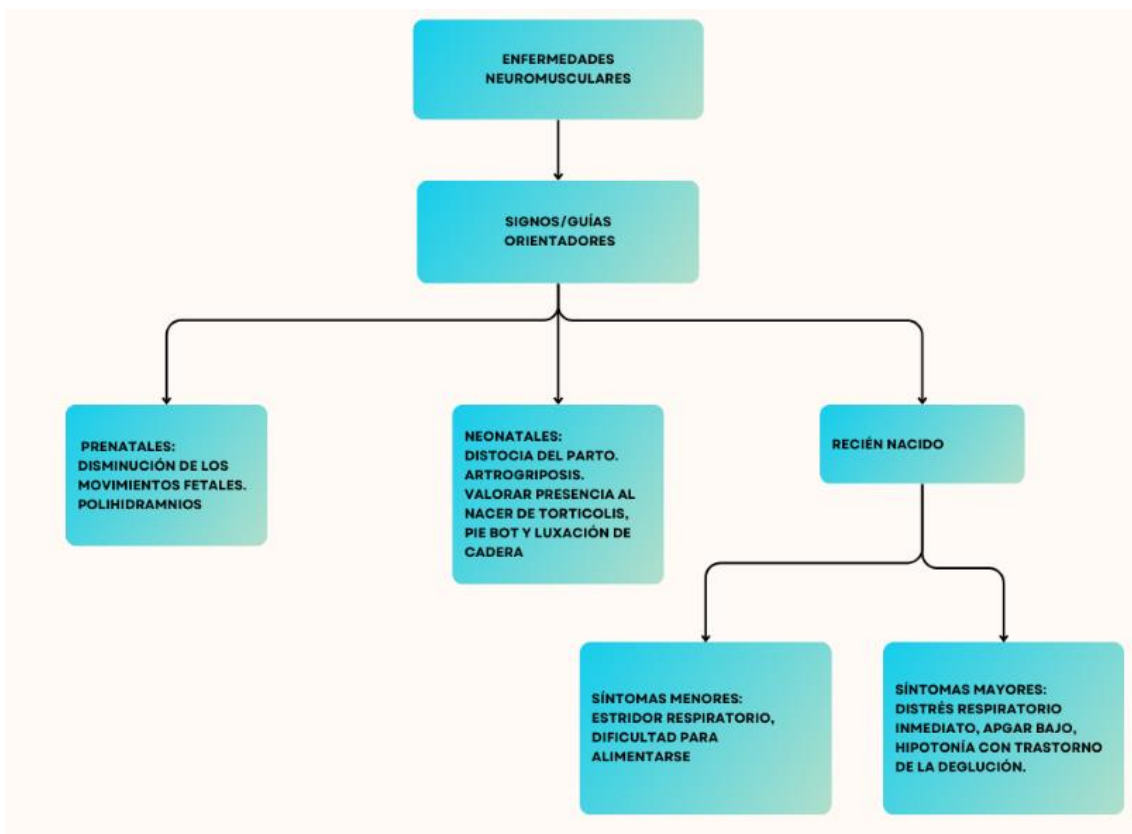 ENFERMEDADES
NEUROMUSCULARES
SIGNOS/GUÍAS
ORIENTADORES
PRENATALES:
DISMINUCIÓN DE LOS
MOVIMIENTOS FETALES.
POLIHIDRAMNIOS
NEONATALES:
DISTOCIA DEL PARTO.
ARTROGRIPOSIS.
VALORAR PRESENCIA AL
NACER DE TORTICOLIS,
PIE BOT Y LUXACIÓN DE
CADERA
RECIÉN NACIDO
SÍNTOMAS MENORES:
ESTRIDOR RESPIRATORIO,
DIFICULTAD PARA
ALIMENTARSE
SÍNTOMAS MAYORES:
DISTRÉS RESPIRATORIO
INMEDIATO, APGAR BAJO,
HIPOTONÍA CON TRASTORNO
DE LA DEGLUCIÓN.